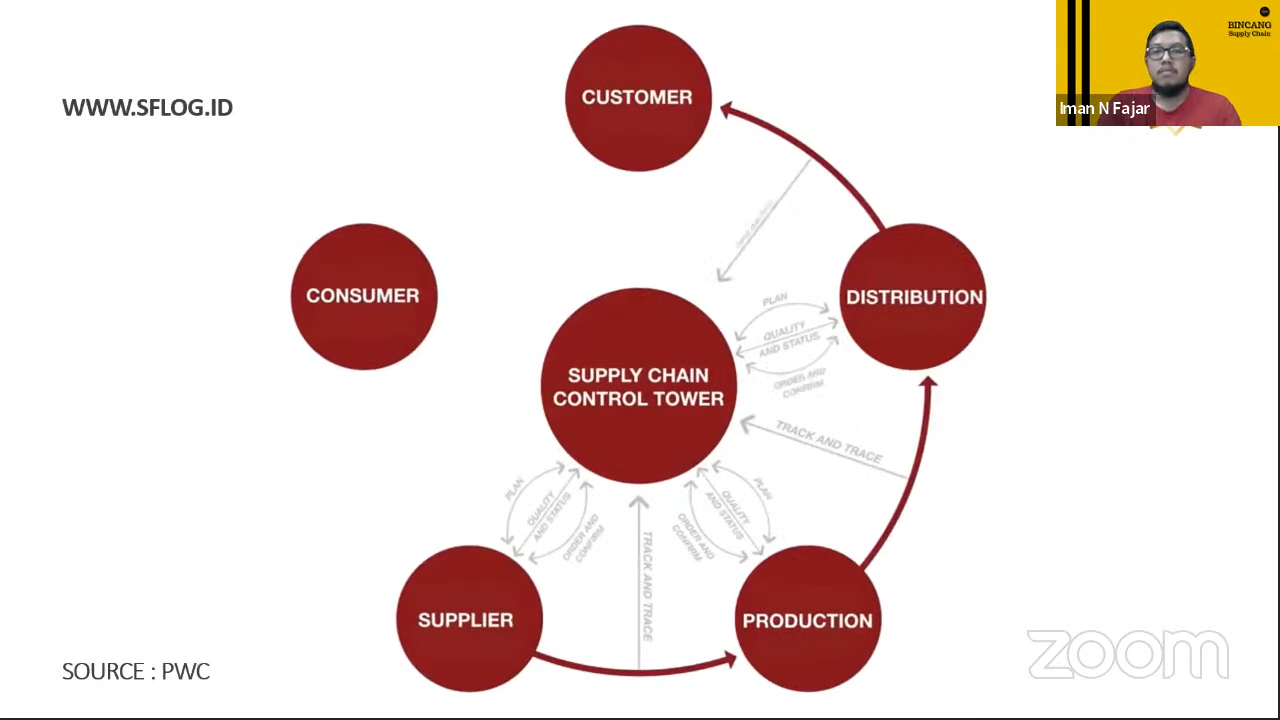 BINCANG
Supply Chain
Iman N Fajar
WWW.SFLOG.ID
CUSTOMER
CONSUMER
DISTRIBUTION
SUPPLY CHAIN
CONTROL TOWER
PLAN
QUALITY
AND STATUS
ORDER AND
CONFIRM
TRACK AND TRACE
PLAN
QUALITY
AND STATUS
ORDER AND
CONFIRM
TRACK AND TRACE
PLAN
QUALITY
AND STATUS
ORDER AND
CONFIRM
SUPPLIER
PRODUCTION
SOURCE : PWC
zoom